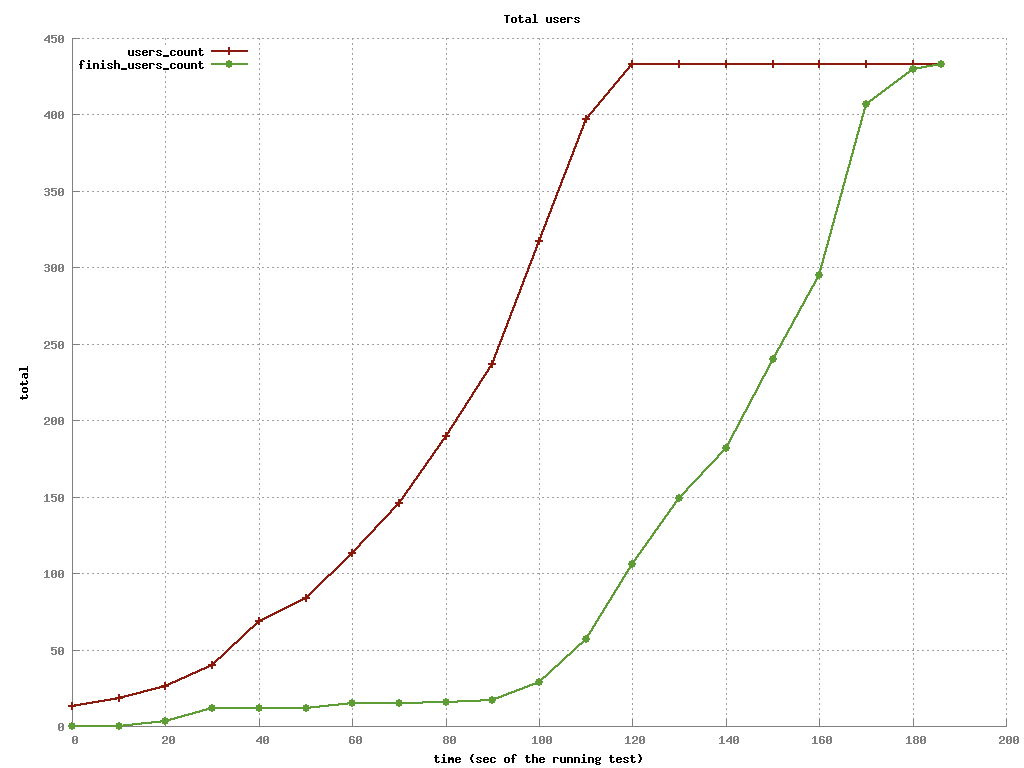 Total users
users_count
finish_users_count
450
400
350
300
250
200
150
100
50
0
total
0 20 40 60 80 100 120 140 160 180 200
time (sec of the running test)